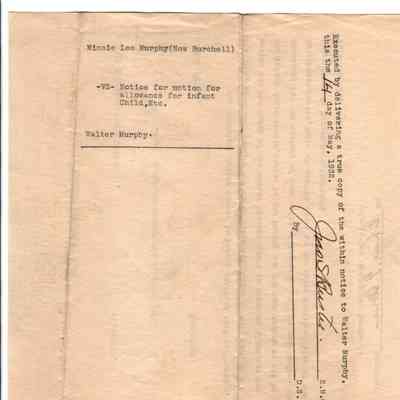 Minnie Lee Murphy(Now Burchell)
-VS- Notice for motion for
allowance for infant
Child,Etc.
Walter Murphy.
Executed by delivering a true copy of the within notice to Walter Murphy.
this the 14 day of May, 1932.
By
D.S.